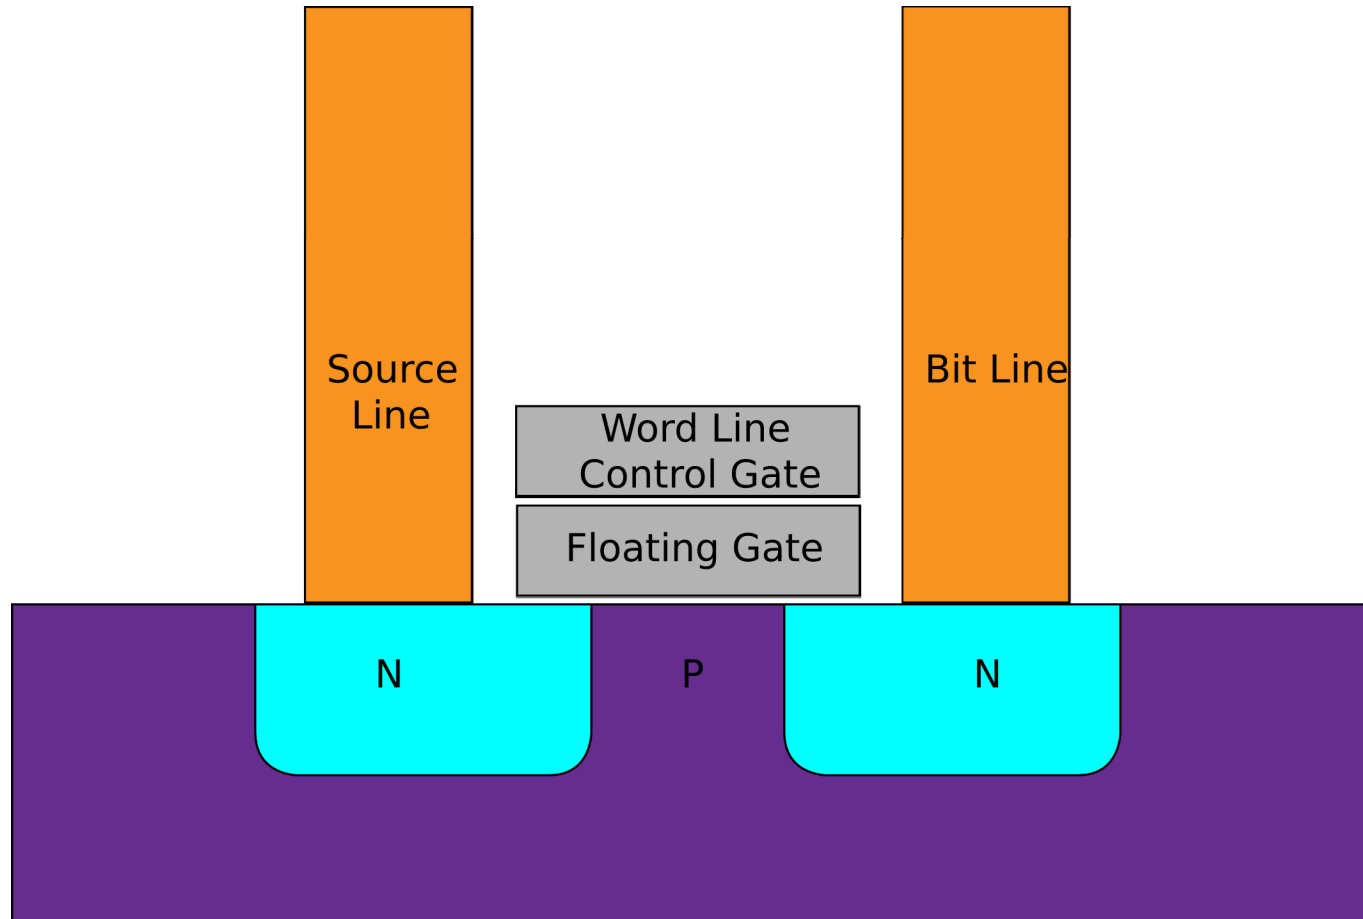 Source
Line
Bit Line
Word Line
Control Gate
Floating Gate
N
P
N